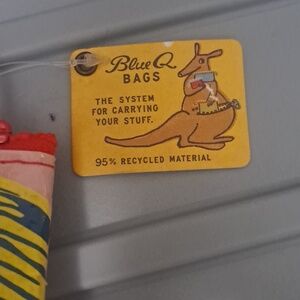 Blue Q
BAGS
THE SYSTEM
FOR CARRYING
YOUR STUFF.
95% RECYCLED MATERIAL